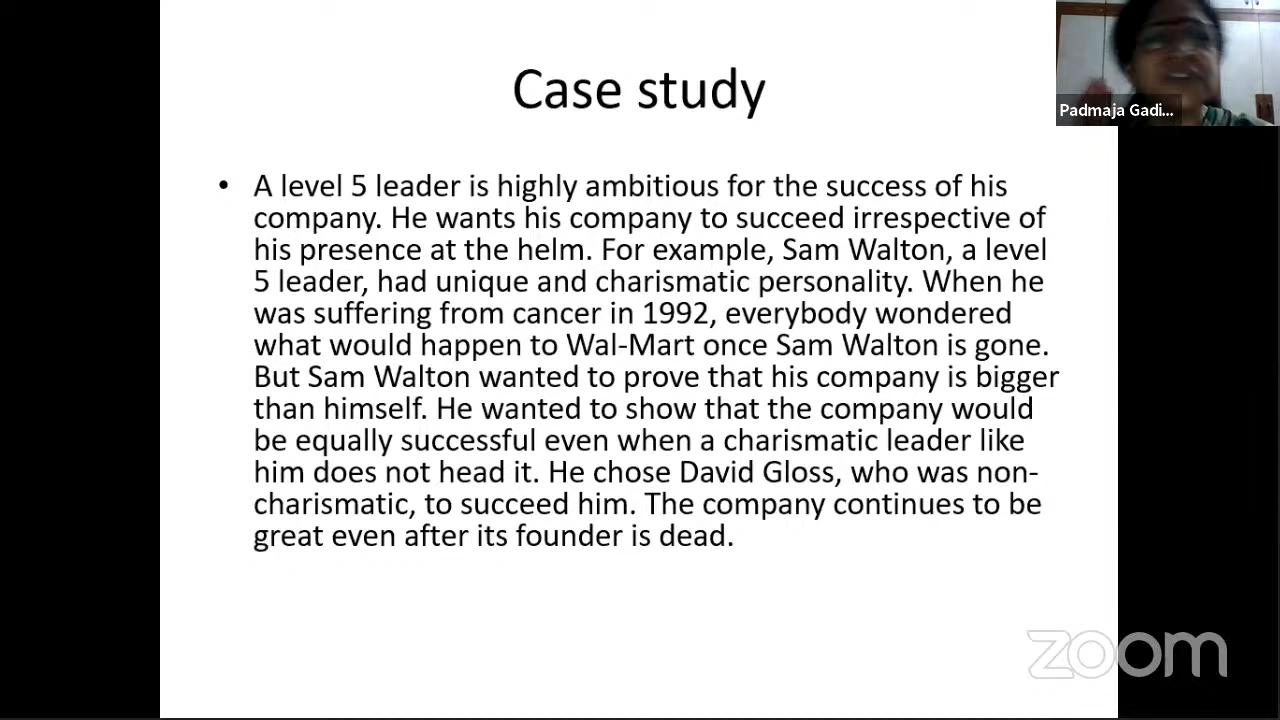 Case study
Padmaja Gadi...
• A level 5 leader is highly ambitious for the success of his
company. He wants his company to succeed irrespective of
his presence at the helm. For example, Sam Walton, a level
5 leader, had unique and charismatic personality. When he
was suffering from cancer in 1992, everybody wondered
what would happen to Wal-Mart once Sam Walton is gone.
But Sam Walton wanted to prove that his company is bigger
than himself. He wanted to show that the company would
be equally successful even when a charismatic leader like
him does not head it. He chose David Gloss, who was non-
charismatic, to succeed him. The company continues to be
great even after its founder is dead.
zoom